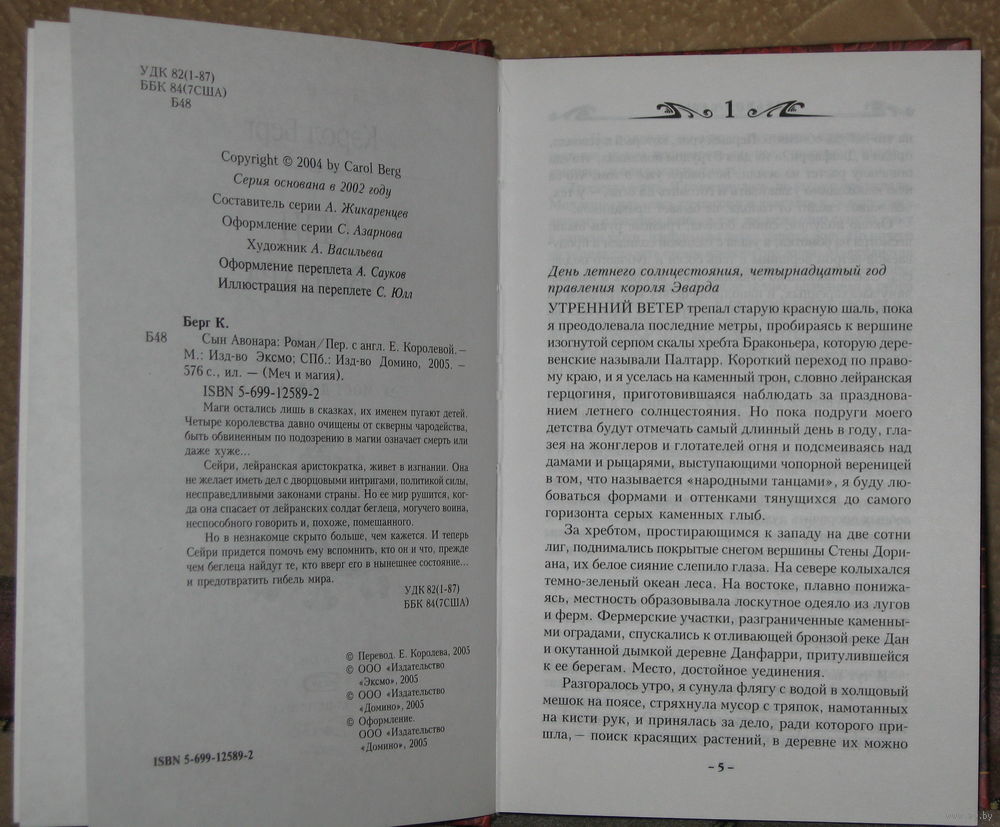 УДК 82(1-87)
ББК 84(7США)
Б48
Copyright © 2004 by Carol Berg
Серия основана в 2002 году
Составитель серии А. Жикаренцев
Оформление серии С. Азарнова
Художник А. Васильева
Оформление переплета А. Сауков
Иллюстрация на переплете С. Юлл
Берг К.
Б48 Сын Авонара: Роман/Пер. с англ. Е. Королевой. –
М.: Изд-во Эксмо; СПб.: Изд-во Домино, 2005. –
576 с., ил. — (Меч и магия).
ISBN 5-699-12589-2
Маги остались лишь в сказках, их именем пугают детей.
Четыре королевства давно очищены от скверны чародейства,
быть обвиненным по подозрению в магии означает смерть или
даже хуже...
Сейри, лейранская аристократка, живет в изгнании. Она
не желает иметь дел с дворцовыми интригами, политикой силы,
несправедливыми законами страны. Но ее мир рушится, ког-
да она спасает от лейранских солдат беглеца, могучего воина,
неспособного говорить и, похоже, помешанного.
Но в незнакомце скрыто больше, чем кажется. И теперь
Сейри придется помочь ему вспомнить, кто он и что, прежде
чем беглеца найдут те, кто вверг его в нынешнее состояние...
и предотвратить гибель мира.
УДК 82(1-87)
ББК 84(7США)
© Перевод. Е. Королева, 2005
© ООО «Издательство
«Эксмо», 2005
© ООО «Издательство
«Домино», 2005
© Оформление.
ООО «Издательство
«Домино», 2005
ISBN 5-699-12589-2
1
День летнего солнцестояния, четырнадцатый год
правления короля Эварда
УТРЕННИЙ ВЕТЕР трепал старую красную шаль, пока
я преодолевала последние метры, пробираясь к вершине
изогнутой серпом скалы хребта Браконьера, которую дере-
венские называли Палтарр. Короткий переход по право-
му краю, и я уселась на каменный трон, словно лейранская
герцогиня, приготовившаяся наблюдать за празднова-
нием летнего солнцестояния. Но пока подруги моего
детства будут отмечать самый длинный день в году, гла-
зея на жонглеров и глотателей огня и подсмеиваясь над
дамами и рыцарями, выступающими чопорной вереницей
в том, что называется «народными танцами», я буду лю-
боваться формами и оттенками тянущихся до самого
горизонта серых каменных глыб.
За хребтом, простирающимся к западу на две сотни
лиг, поднимались покрытые снегом вершины Стены Дори-
ана, их белое сияние слепило глаза. На севере колыхался
темно-зеленый океан леса. На востоке, плавно понижа-
ясь, местность образовывала лоскутное одеяло из лугов
и ферм. Фермерские участки, разграниченные каменны-
ми оградами, спускались к отливающей бронзой реке Дан
и окутанной дымкой деревне Данфарри, притулившейся
к ее берегам. Место, достойное уединения.
Разгоралось утро, я сунула флягу с водой в холщовый
мешок на поясе, стряхнула мусор с тряпок, намотанных
на кисти рук, и принялась за дело, ради которого при-
шла, — поиск красящих растений, в деревне их можно
– 5 –